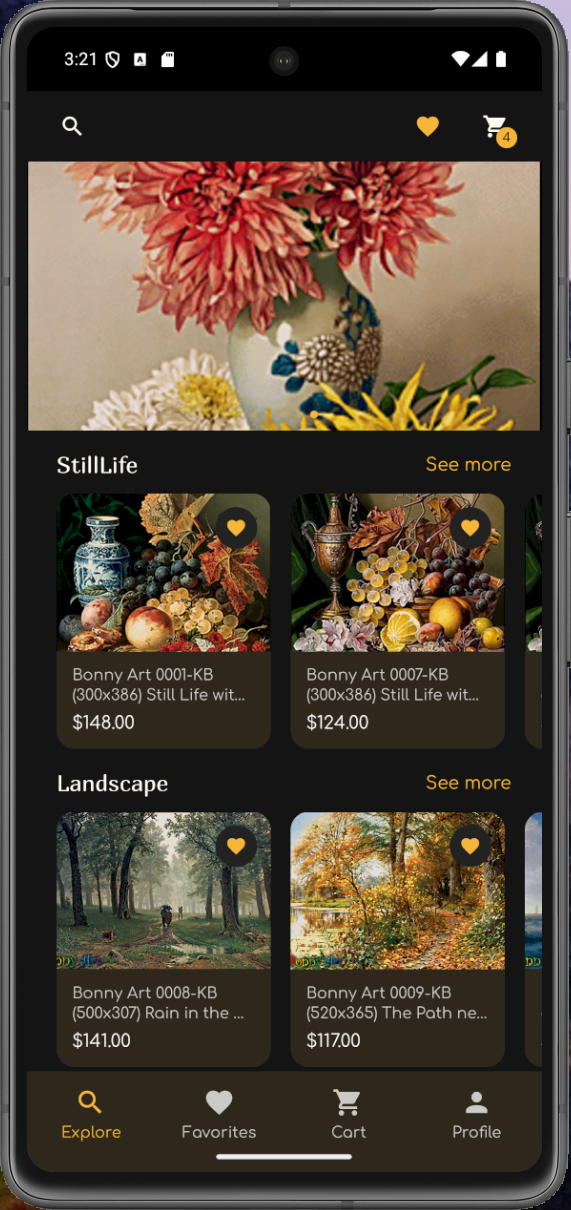 3:21
A
4
StillLife
See more
Bonny Art 0001-KB
(300x386) Still Life wit...
$148.00
Bonny Art 0007-KB
(300x386) Still Life wit...
$124.00
Landscape
See more
Bonny Art 0008-KB
(500x307) Rain in the ...
$141.00
Bonny Art 0009-KB
(520x365) The Path ne...
$117.00
Explore
Favorites
Cart
Profile